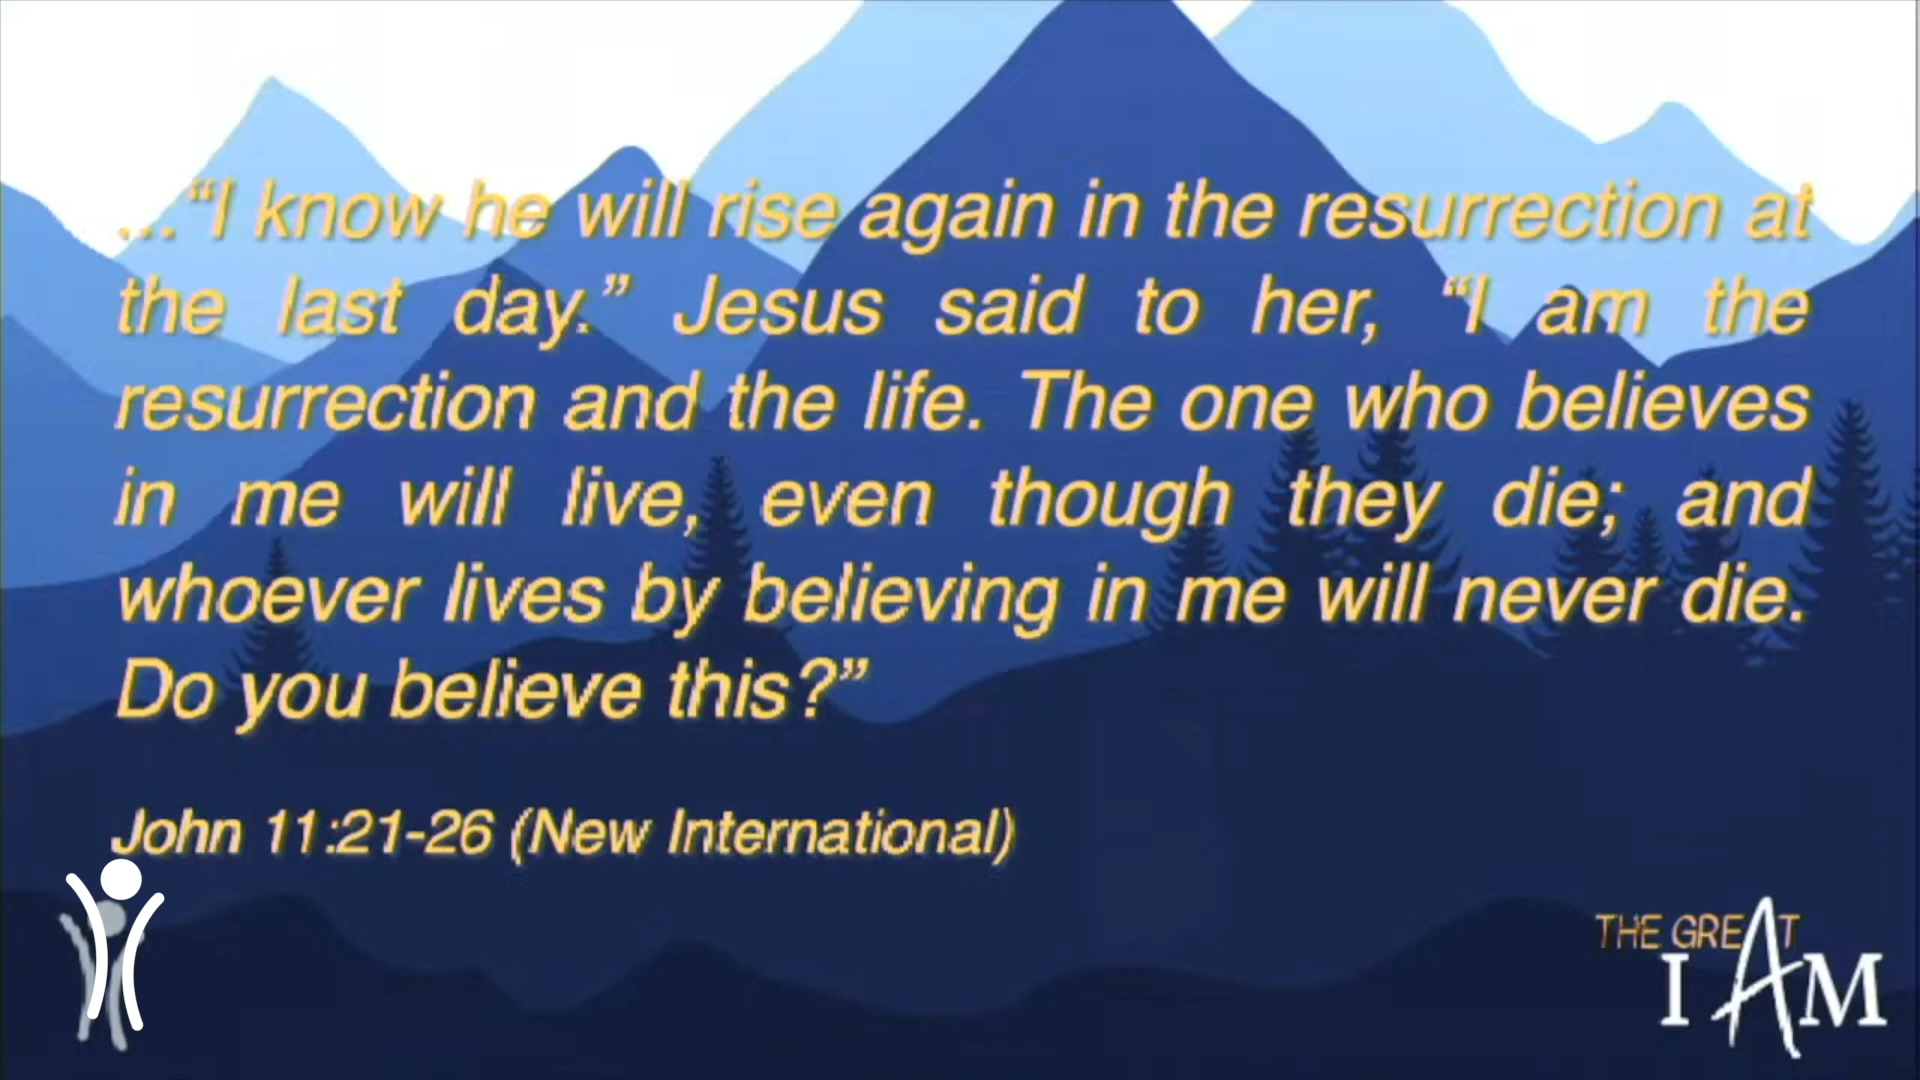 ...“I know he will rise again in the resurrection at
the last day.” Jesus said to her, “I am the
resurrection and the life. The one who believes
in me will live, even though they die; and
whoever lives by believing in me will never die.
Do you believe this?”
John 11:21-26 (New International)
THE GREAT
I AM